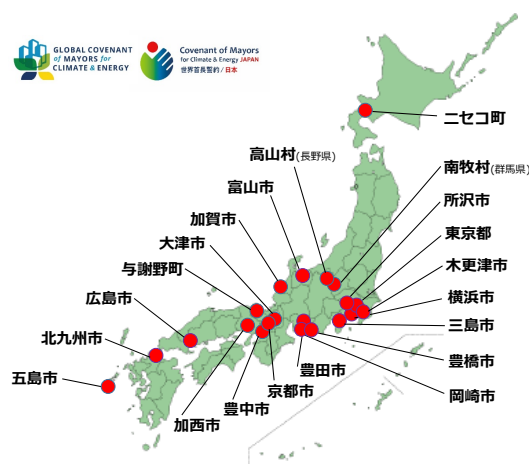 GLOBAL COVENANT
of MAYORS for
CLIMATE & ENERGY
Covenant of Mayors
for Climate & Energy JAPAN
世界首長誓約/日本
ニセコ町
高山村(長野県)
南牧村(群馬県)
富山市
所沢市
加賀市
東京都
大津市
木更津市
与謝野町
横浜市
広島市
三島市
北九州市
豊橋市
五島市
豊田市
京都市
岡崎市
豊中市
加西市